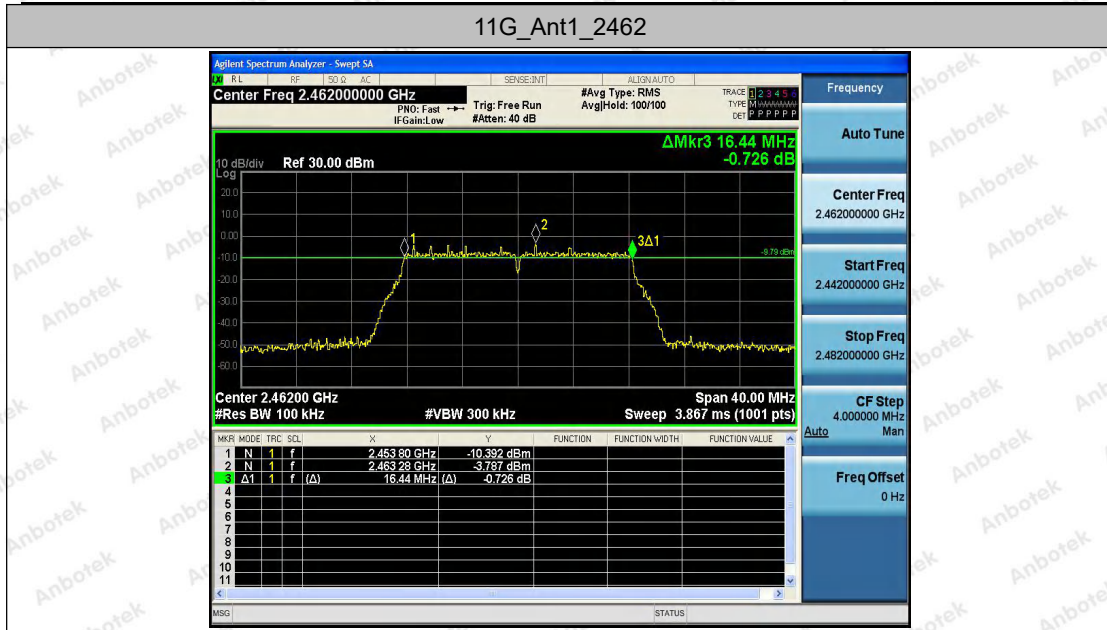 11G_Ant1_2462
Agilent Spectrum Analyzer - Swept SA
RL RF 50 Ω AC SENSE:INT ALIGNAUTO
Center Freq 2.462000000 GHz
PNO: Fast
IFGain:Low
Trig: Free Run
#Atten: 40 dB
#Avg Type: RMS
Avg|Hold: 100/100
TRACE 1 2 3 4 5 6
TYPE M
DET P P P P P P
ΔMkr3 16.44 MHz
-0.726 dB
10 dB/div Ref 30.00 dBm
Log
20.0
10.0
0.00
-10.0
-20.0
-30.0
-40.0
-50.0
-60.0
1
2
3Δ1
-9.79 dBm
Center 2.46200 GHz Span 40.00 MHz
#Res BW 100 kHz #VBW 300 kHz Sweep 3.867 ms (1001 pts)
MKR MODE TRC SCL X Y FUNCTION FUNCTION WIDTH FUNCTION VALUE
1 N 1 f 2.453 80 GHz -10.392 dBm
2 N 1 f 2.463 28 GHz -3.787 dBm
3 Δ1 1 f (Δ) 16.44 MHz (Δ) -0.726 dB
4
5
6
7
8
9
10
11
MSG STATUS
Frequency
Auto Tune
Center Freq
2.462000000 GHz
Start Freq
2.442000000 GHz
Stop Freq
2.482000000 GHz
CF Step
4.000000 MHz
Auto Man
Freq Offset
0 Hz
Anbotek